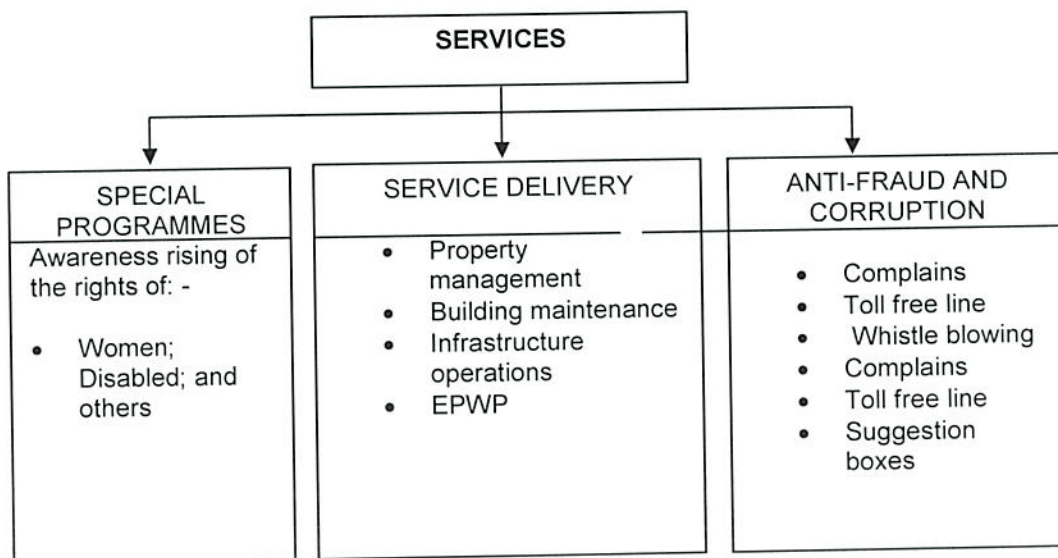 SERVICES
SPECIAL
PROGRAMMES
Awareness rising of
the rights of: -
• Women;
Disabled; and
others
SERVICE DELIVERY
• Property
management
• Building maintenance
• Infrastructure
operations
• EPWP
ANTI-FRAUD AND
CORRUPTION
• Complains
• Toll free line
• Whistle blowing
• Complains
• Toll free line
• Suggestion
boxes